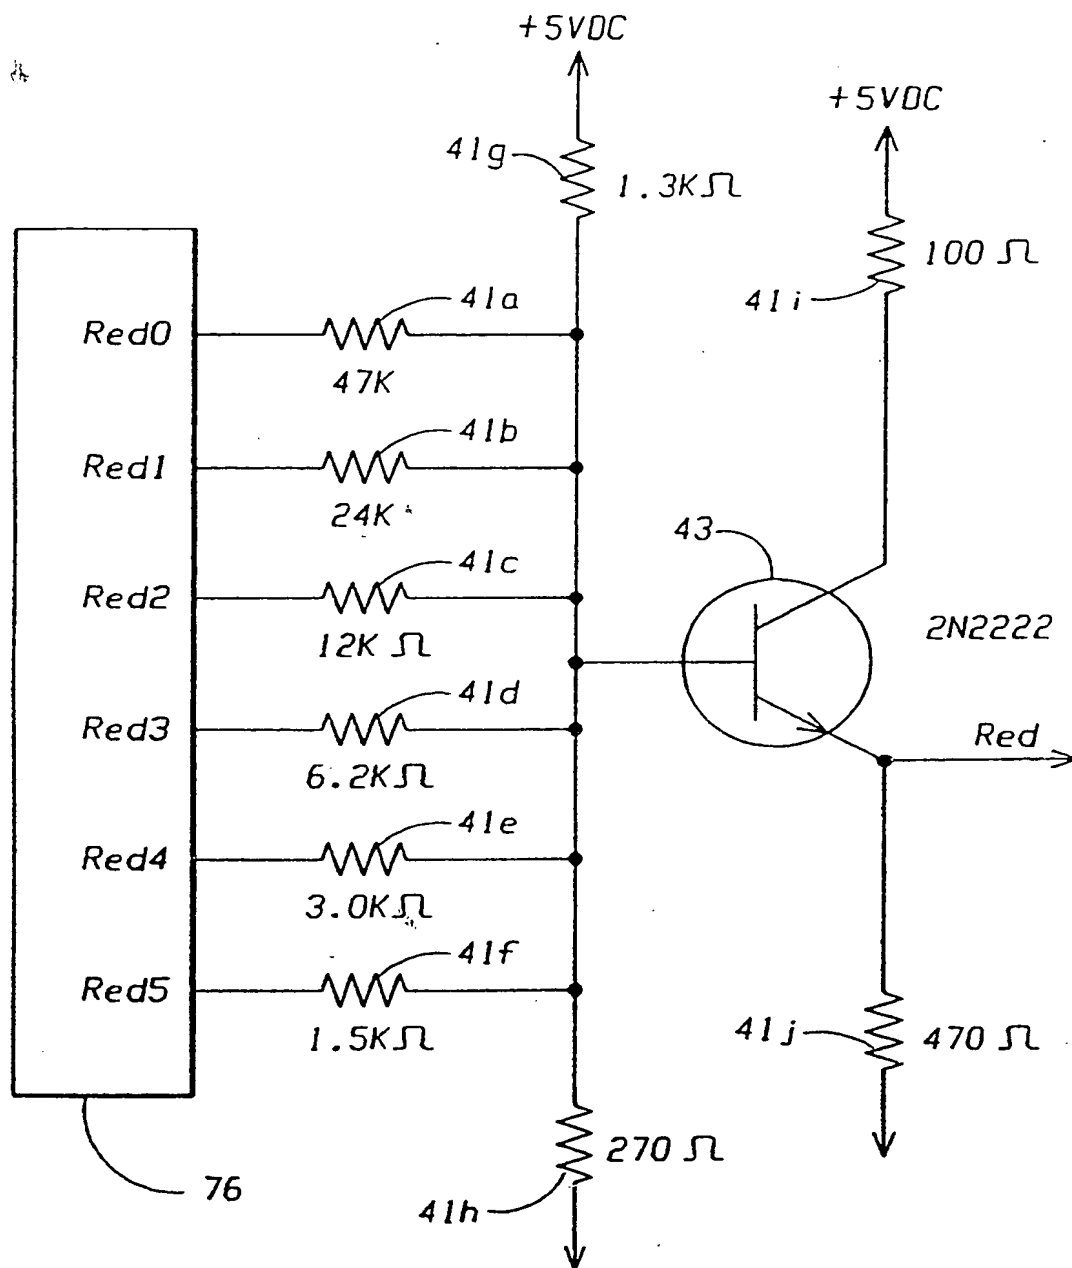 +5VDC
+5VDC
41g
1.3KΩ
100 Ω
41i
Red0
41a
47K
Red1
41b
24K
Red2
41c
12K Ω
43
2N2222
Red3
41d
6.2KΩ
Red
Red4
41e
3.0KΩ
Red5
41f
1.5KΩ
41j
470 Ω
270 Ω
76
41h